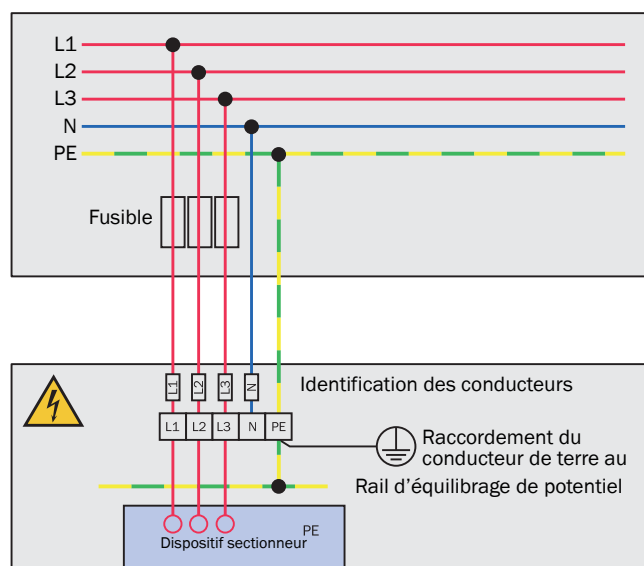 L1
L2
L3
N
PE
Fusible
L1 L2 L3 N
Identification des conducteurs
L1 L2 L3 N PE
Raccordement du
conducteur de terre au
Rail d’équilibrage de potentiel
PE
Dispositif sectionneur